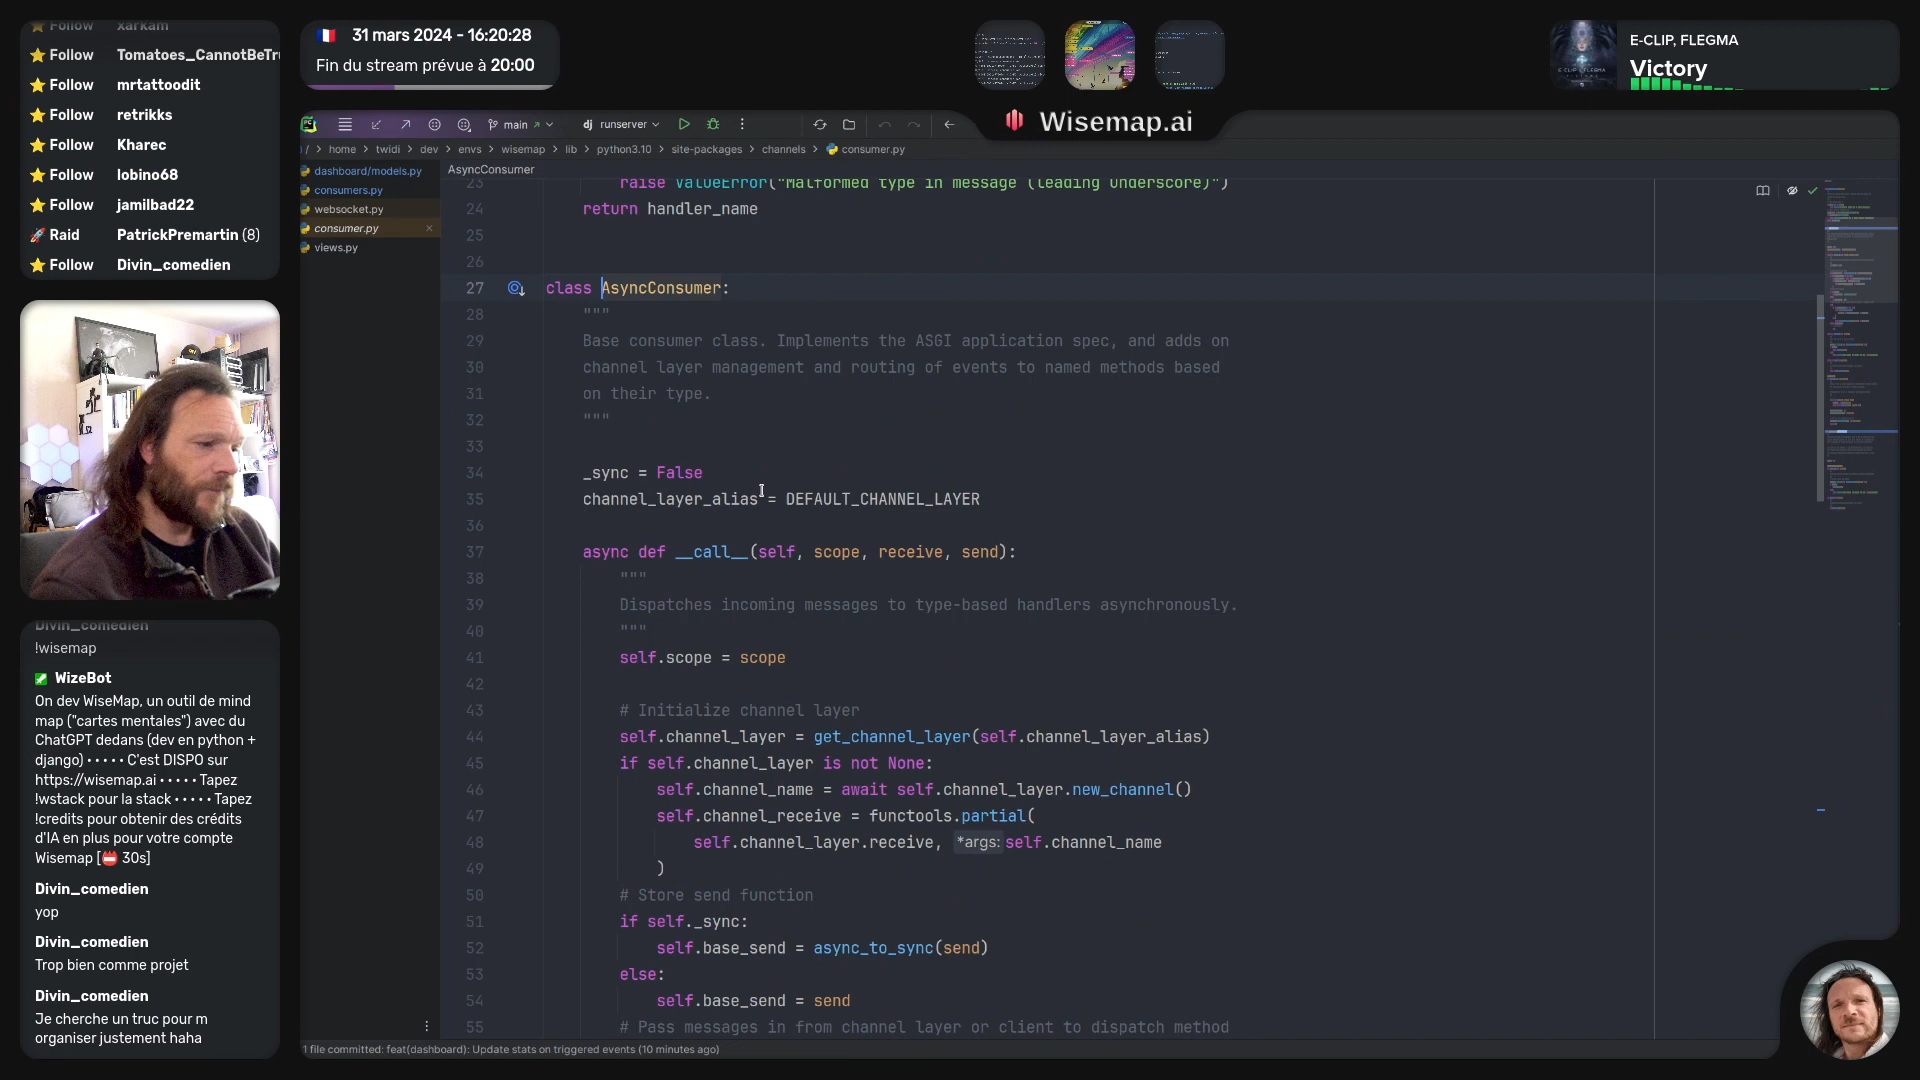 Follow xarkam
Follow Tomatoes_CannotBeTr
Follow mrtattoodit
Follow retrikks
Follow Kharec
Follow lobino68
Follow jamilbad22
Raid PatrickPremartin (8)
Follow Divin_comedien
31 mars 2024 - 16:20:28
Fin du stream prévue à 20:00
E-CLIP, FLEGMA
Victory
Wisemap.ai
main
dj runserver
/ > home > twidi > dev > envs > wisemap > lib > python3.10 > site-packages > channels > consumer.py
dashboard/models.py
consumers.py
websocket.py
consumer.py
views.py
AsyncConsumer
23 raise ValueError("Malformed type in message (leading underscore)")
24 return handler_name
25
26
27 class AsyncConsumer:
28 """
29 Base consumer class. Implements the ASGI application spec, and adds on
30 channel layer management and routing of events to named methods based
31 on their type.
32 """
33
34 _sync = False
35 channel_layer_alias = DEFAULT_CHANNEL_LAYER
36
37 async def __call__(self, scope, receive, send):
38 """
39 Dispatches incoming messages to type-based handlers asynchronously.
40 """
41 self.scope = scope
42
43 # Initialize channel layer
44 self.channel_layer = get_channel_layer(self.channel_layer_alias)
45 if self.channel_layer is not None:
46 self.channel_name = await self.channel_layer.new_channel()
47 self.channel_receive = functools.partial(
48 self.channel_layer.receive, *args: self.channel_name
49 )
50 # Store send function
51 if self._sync:
52 self.base_send = async_to_sync(send)
53 else:
54 self.base_send = send
55 # Pass messages in from channel layer or client to dispatch method
1 file committed: feat(dashboard): Update stats on triggered events (10 minutes ago)
Divin_comedien
!wisemap
WizeBot
On dev WiseMap, un outil de mind
map ("cartes mentales") avec du
ChatGPT dedans (dev en python +
django) • • • • • C'est DISPO sur
https://wisemap.ai • • • • • Tapez
!wstack pour la stack • • • • • Tapez
!credits pour obtenir des crédits
d'IA en plus pour votre compte
Wisemap [📛 30s]
Divin_comedien
yop
Divin_comedien
Trop bien comme projet
Divin_comedien
Je cherche un truc pour m
organiser justement haha